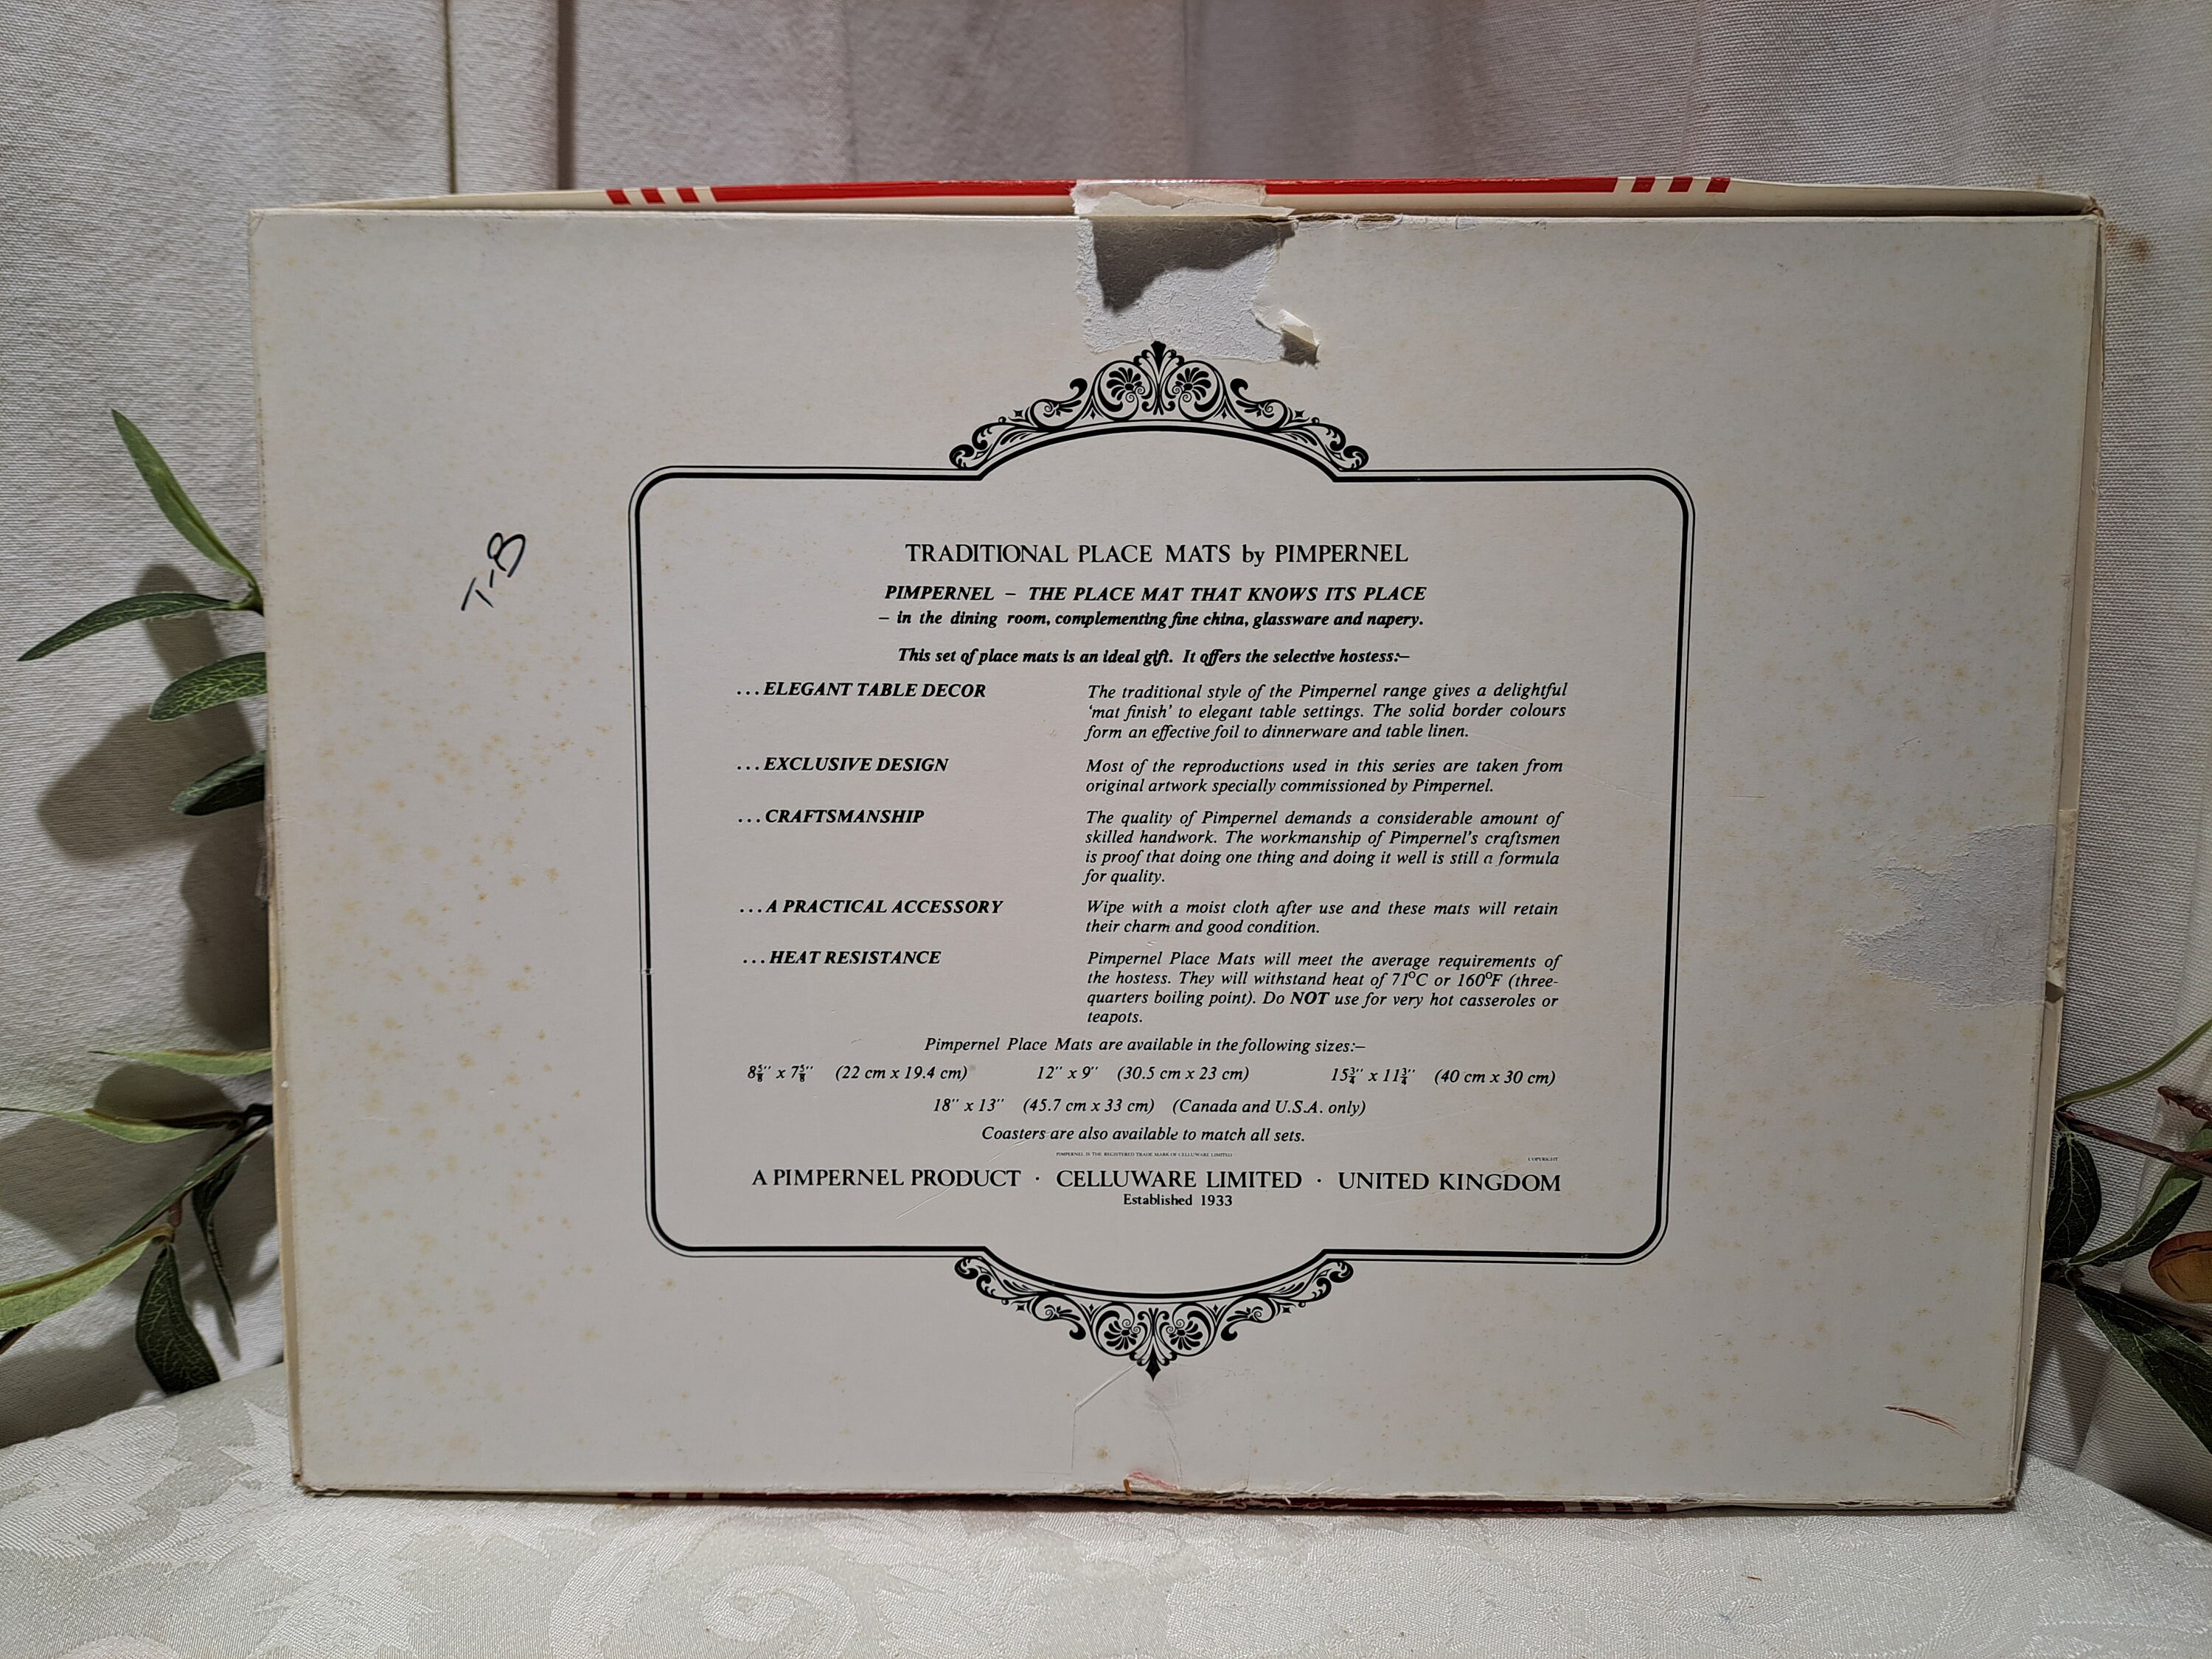 T-B
TRADITIONAL PLACE MATS by PIMPERNEL
PIMPERNEL – THE PLACE MAT THAT KNOWS ITS PLACE
– in the dining room, complementing fine china, glassware and napery.
This set of place mats is an ideal gift. It offers the selective hostess:–
...ELEGANT TABLE DECOR
The traditional style of the Pimpernel range gives a delightful
‘mat finish’ to elegant table settings. The solid border colours
form an effective foil to dinnerware and table linen.
...EXCLUSIVE DESIGN
Most of the reproductions used in this series are taken from
original artwork specially commissioned by Pimpernel.
...CRAFTSMANSHIP
The quality of Pimpernel demands a considerable amount of
skilled handwork. The workmanship of Pimpernel's craftsmen
is proof that doing one thing and doing it well is still a formula
for quality.
...A PRACTICAL ACCESSORY
Wipe with a moist cloth after use and these mats will retain
their charm and good condition.
...HEAT RESISTANCE
Pimpernel Place Mats will meet the average requirements of
the hostess. They will withstand heat of 71°C or 160°F (three-
quarters boiling point). Do NOT use for very hot casseroles or
teapots.
Pimpernel Place Mats are available in the following sizes:–
8⅝″ x 7⅝″ (22 cm x 19.4 cm) 12″ x 9″ (30.5 cm x 23 cm) 15¾″ x 11¾″ (40 cm x 30 cm)
18″ x 13″ (45.7 cm x 33 cm) (Canada and U.S.A. only)
Coasters are also available to match all sets.
PIMPERNEL IS THE REGISTERED TRADE MARK OF CELLUWARE LIMITED
COPYRIGHT
A PIMPERNEL PRODUCT · CELLUWARE LIMITED · UNITED KINGDOM
Established 1933